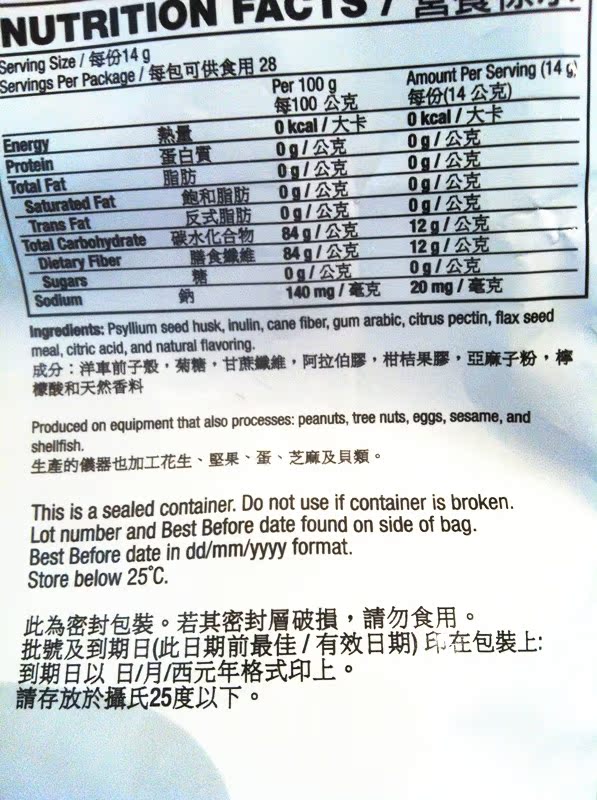 NUTRITION FACTS /
Serving Size / 每份14 g
Servings Per Package / 每包可供食用 28
Per 100 g Amount Per Serving (14 g)
每100 公克 每份(14 公克)
Energy 熱量 0 kcal / 大卡 0 kcal / 大卡
Protein 蛋白質 0 g / 公克 0 g / 公克
Total Fat 脂肪 0 g / 公克 0 g / 公克
Saturated Fat 飽和脂肪 0 g / 公克 0 g / 公克
Trans Fat 反式脂肪 0 g / 公克 0 g / 公克
Total Carbohydrate 碳水化合物 84 g / 公克 12 g / 公克
Dietary Fiber 膳食纖維 84 g / 公克 12 g / 公克
Sugars 糖 0 g / 公克 0 g / 公克
Sodium 鈉 140 mg / 毫克 20 mg / 毫克
Ingredients: Psyllium seed husk, inulin, cane fiber, gum arabic, citrus pectin, flax seed
meal, citric acid, and natural flavoring.
成分：洋車前子殼，菊糖，甘蔗纖維，阿拉伯膠，柑桔果膠，亞麻子粉，檸
檬酸和天然香料
Produced on equipment that also processes: peanuts, tree nuts, eggs, sesame, and
shellfish.
生產的儀器也加工花生、堅果、蛋、芝麻及貝類。
This is a sealed container. Do not use if container is broken.
Lot number and Best Before date found on side of bag.
Best Before date in dd/mm/yyyy format.
Store below 25°C.
此為密封包裝。若其密封層破損，請勿食用。
批號及到期日(此日期前最佳 / 有效日期) 印在包裝上:
到期日以 日/月/西元年格式印上。
請存放於攝氏25度以下。